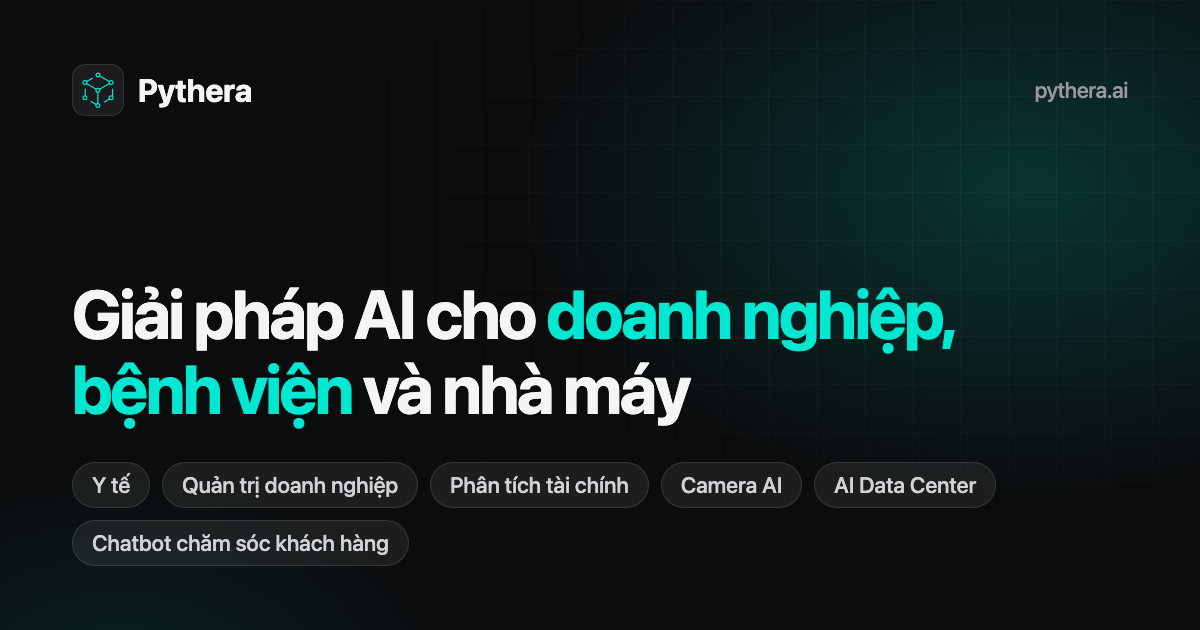 Pythera
pythera.ai
Giải pháp AI cho doanh nghiệp,
bệnh viện và nhà máy
Y tế
Quản trị doanh nghiệp
Phân tích tài chính
Camera AI
AI Data Center
Chatbot chăm sóc khách hàng